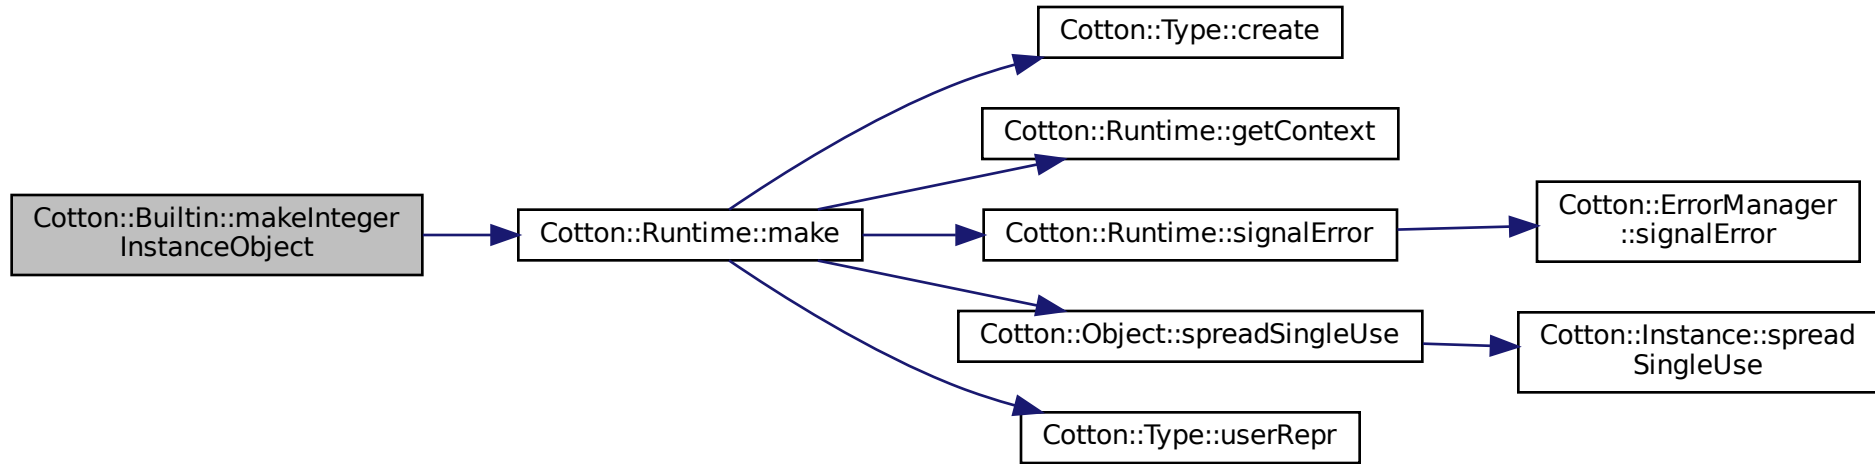 Cotton::Builtin::makeInteger
InstanceObject
Cotton::Runtime::make
Cotton::Type::create
Cotton::Runtime::getContext
Cotton::Runtime::signalError
Cotton::ErrorManager
::signalError
Cotton::Object::spreadSingleUse
Cotton::Instance::spread
SingleUse
Cotton::Type::userRepr